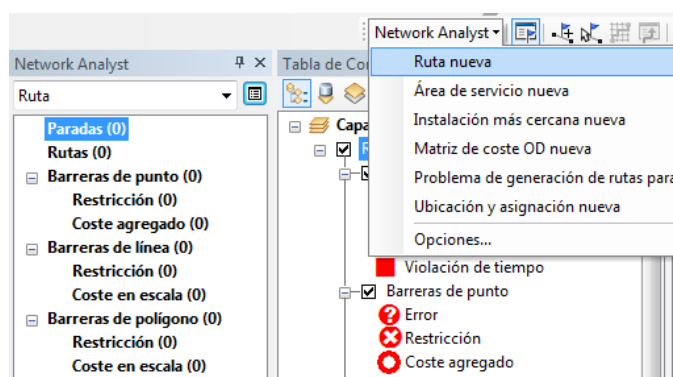 Network Analyst
Ruta nueva
Área de servicio nueva
Instalación más cercana nueva
Matriz de coste OD nueva
Problema de generación de rutas
Ubicación y asignación nueva
Opciones...
Network Analyst
Ruta
Paradas (0)
Rutas (0)
Barreras de punto (0)
Restricción (0)
Coste agregado (0)
Barreras de línea (0)
Restricción (0)
Coste en escala (0)
Barreras de polígono (0)
Restricción (0)
Coste en escala (0)
Tabla de Co
Capa
Violación de tiempo
Barreras de punto
Error
Restricción
Coste agregado